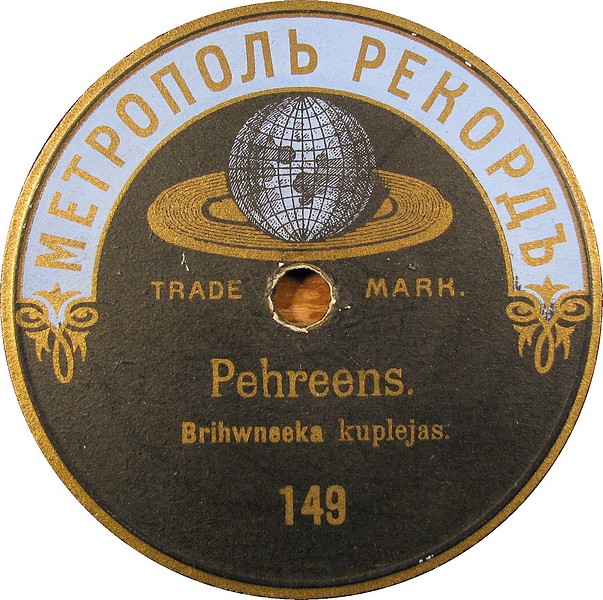 МЕТРОПОЛЬ РЕКОРДЪ
TRADE MARK.
Pehreens.
Brihwneeka kuplejas.
149